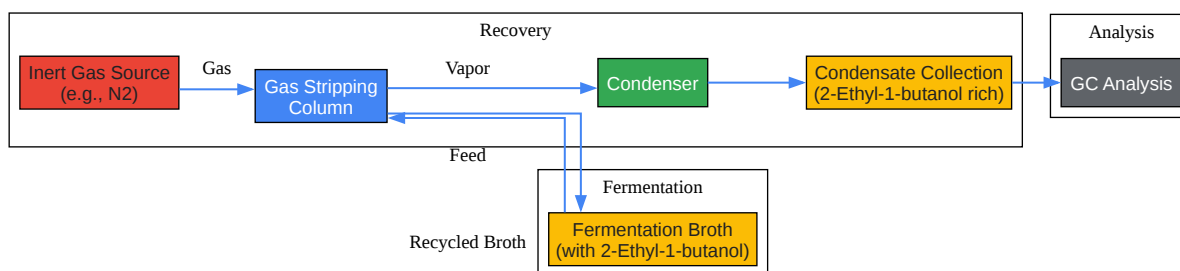 Recovery
Analysis
Inert Gas Source
(e.g., N2)
Gas
Gas Stripping
Column
Vapor
Condenser
Condensate Collection
(2-Ethyl-1-butanol rich)
GC Analysis
Feed
Fermentation
Recycled Broth
Fermentation Broth
(with 2-Ethyl-1-butanol)